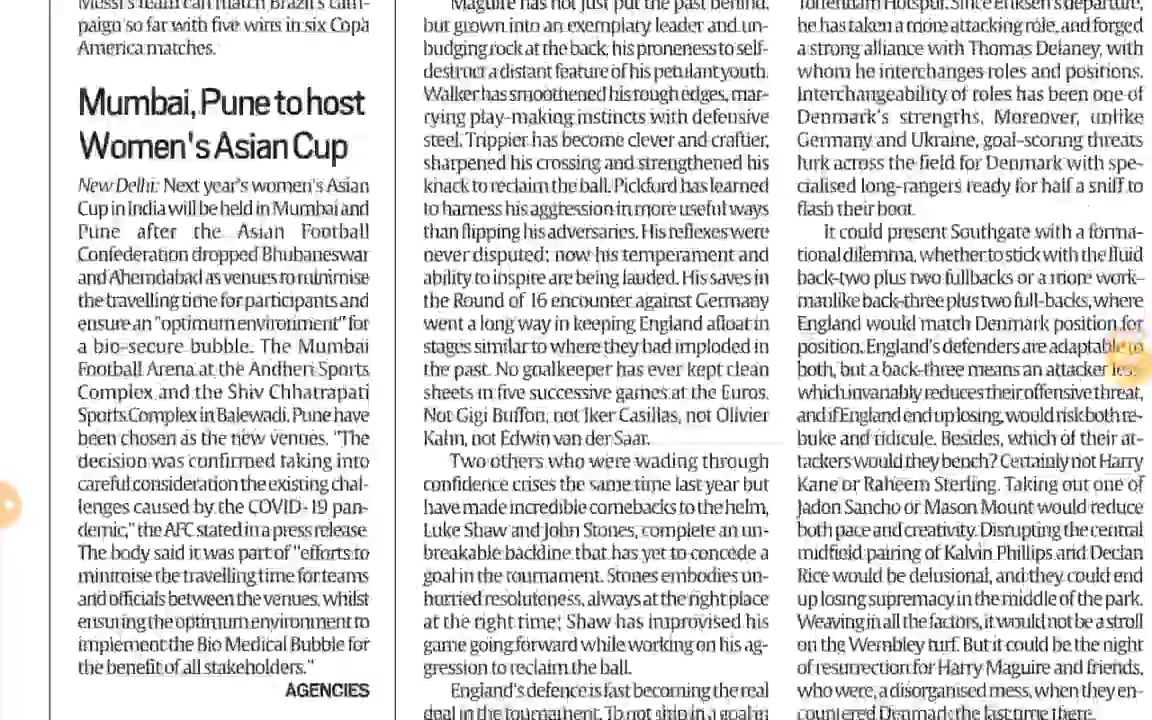 Messi's team can match Brazil's cam-
paign so far with five wins in six Copa
America matches.
Mumbai, Pune to host
Women's Asian Cup
New Delhi: Next year's women's Asian
Cup in India will be held in Mumbai and
Pune after the Asian Football
Confederation dropped Bhubaneswar
and Ahemdabad as venues to minimise
the travelling time for participants and
ensure an "optimum environment" for
a bio-secure bubble. The Mumbai
Football Arena at the Andheri Sports
Complex and the Shiv Chhatrapati
Sports Complex in Balewadi, Pune have
been chosen as the new venues. "The
decision was confirmed taking into
careful consideration the existing chal-
lenges caused by the COVID-19 pan-
demic," the AFC stated in a press release
The body said it was part of "efforts to
minimise the travelling time for teams
and officials between the venues, whilst
ensuring the optimum environment to
implement the Bio Medical Bubble for
the benefit of all stakeholders."
AGENCIES
Maguire has not just put the past behind,
but grown into an exemplary leader and un-
budging rock at the back, his proneness to self-
destruct a distant feature of his petulant youth.
Walker has smoothened his rough edges, mar-
rying play-making instincts with defensive
steel. Trippier has become clever and craftier,
sharpened his crossing and strengthened his
knack to reclaim the ball. Pickfurd has learned
to harness his aggression in more useful ways
than flipping his adversaries. His reflexes were
never disputed; now his temperament and
ability to inspire are being lauded. His saves in
the Round of 16 encounter against Germany
went a long way in keeping England afloat in
stages similar to where they had imploded in
the past. No goalkeeper has ever kept clean
sheets in five successive games at the Euros.
Not Gigi Buffon, not Iker Casillas, not Olivier
Kahn, not Edwin van der Saar.
Two others who were wading through
confidence crises the same time last year but
have made incredible comebacks to the helm,
Luke Shaw and John Stones, complete an un-
breakable backline that has yet to concede a
goal in the tournament. Stones embodies un-
hurried resoluteness, always at the right place
at the right time; Shaw has improvised his
game going forward while working on his ag-
gression to reclaim the ball.
England's defence is fast becoming the real
deal in the tournament. To not ship in a goal in
Tottenham Hotspur. Since Eriksen's departure,
he has taken a more attacking role, and forged
a strong alliance with Thomas Delaney, with
whom he interchanges roles and positions.
Interchangeability of roles has been one of
Denmark's strengths. Moreover, unlike
Germany and Ukraine, goal-scoring threats
lurk across the field for Denmark with spe-
cialised long-rangers ready for half a sniff to
flash their boot.
It could present Southgate with a forma-
tional dilemma, whether to stick with the fluid
back-two plus two fullbacks or a more work-
manlike back-three plus two full-backs, where
England would match Denmark position for
position. England's defenders are adaptable to
both, but a back-three means an attacker less
which invariably reduces their offensive threat,
and if England end up losing, would risk both re-
buke and ridicule. Besides, which of their at-
tackers would they bench? Certainly not Harry
Kane or Raheem Sterling. Taking out one of
Jadon Sancho or Mason Mount would reduce
both pace and creativity. Disrupting the central
midfield pairing of Kalvin Phillips and Declan
Rice would be delusional, and they could end
up losing supremacy in the middle of the park.
Weaving in all the factors, it would not be a stroll
on the Wembley turf. But it could be the night
of resurrection for Harry Maguire and friends,
who were, a disorganised mess, when they en-
countered Denmark the last time there.